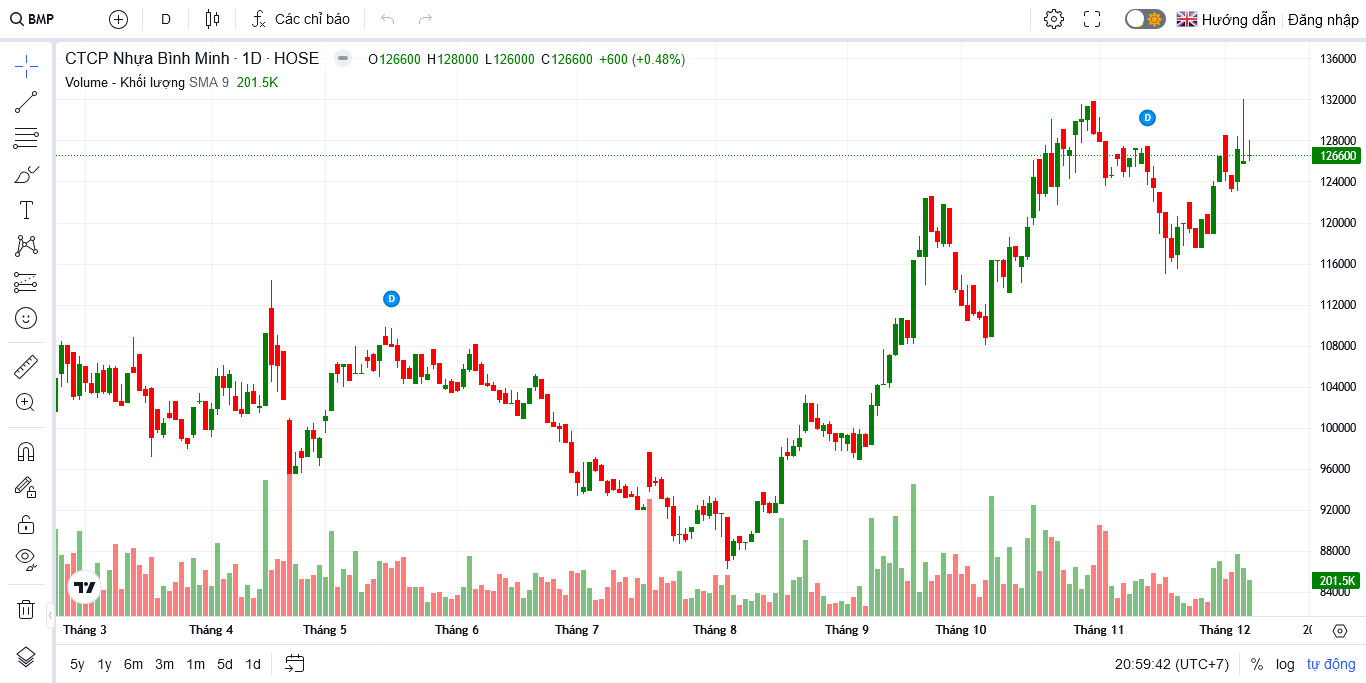 BMP D Các chỉ báo Hướng dẫn Đăng nhập
CTCP Nhựa Bình Minh · 1D · HOSE O126600 H128000 L126000 C126600 +600 (+0.48%)
Volume - Khối lượng SMA 9 201.5K
136000
132000
128000
126600
124000
120000
116000
112000
108000
104000
100000
96000
92000
88000
201.5K
84000
D
D
Tháng 3 Tháng 4 Tháng 5 Tháng 6 Tháng 7 Tháng 8 Tháng 9 Tháng 10 Tháng 11 Tháng 12
5y 1y 6m 3m 1m 5d 1d 20:59:42 (UTC+7) % log tự động